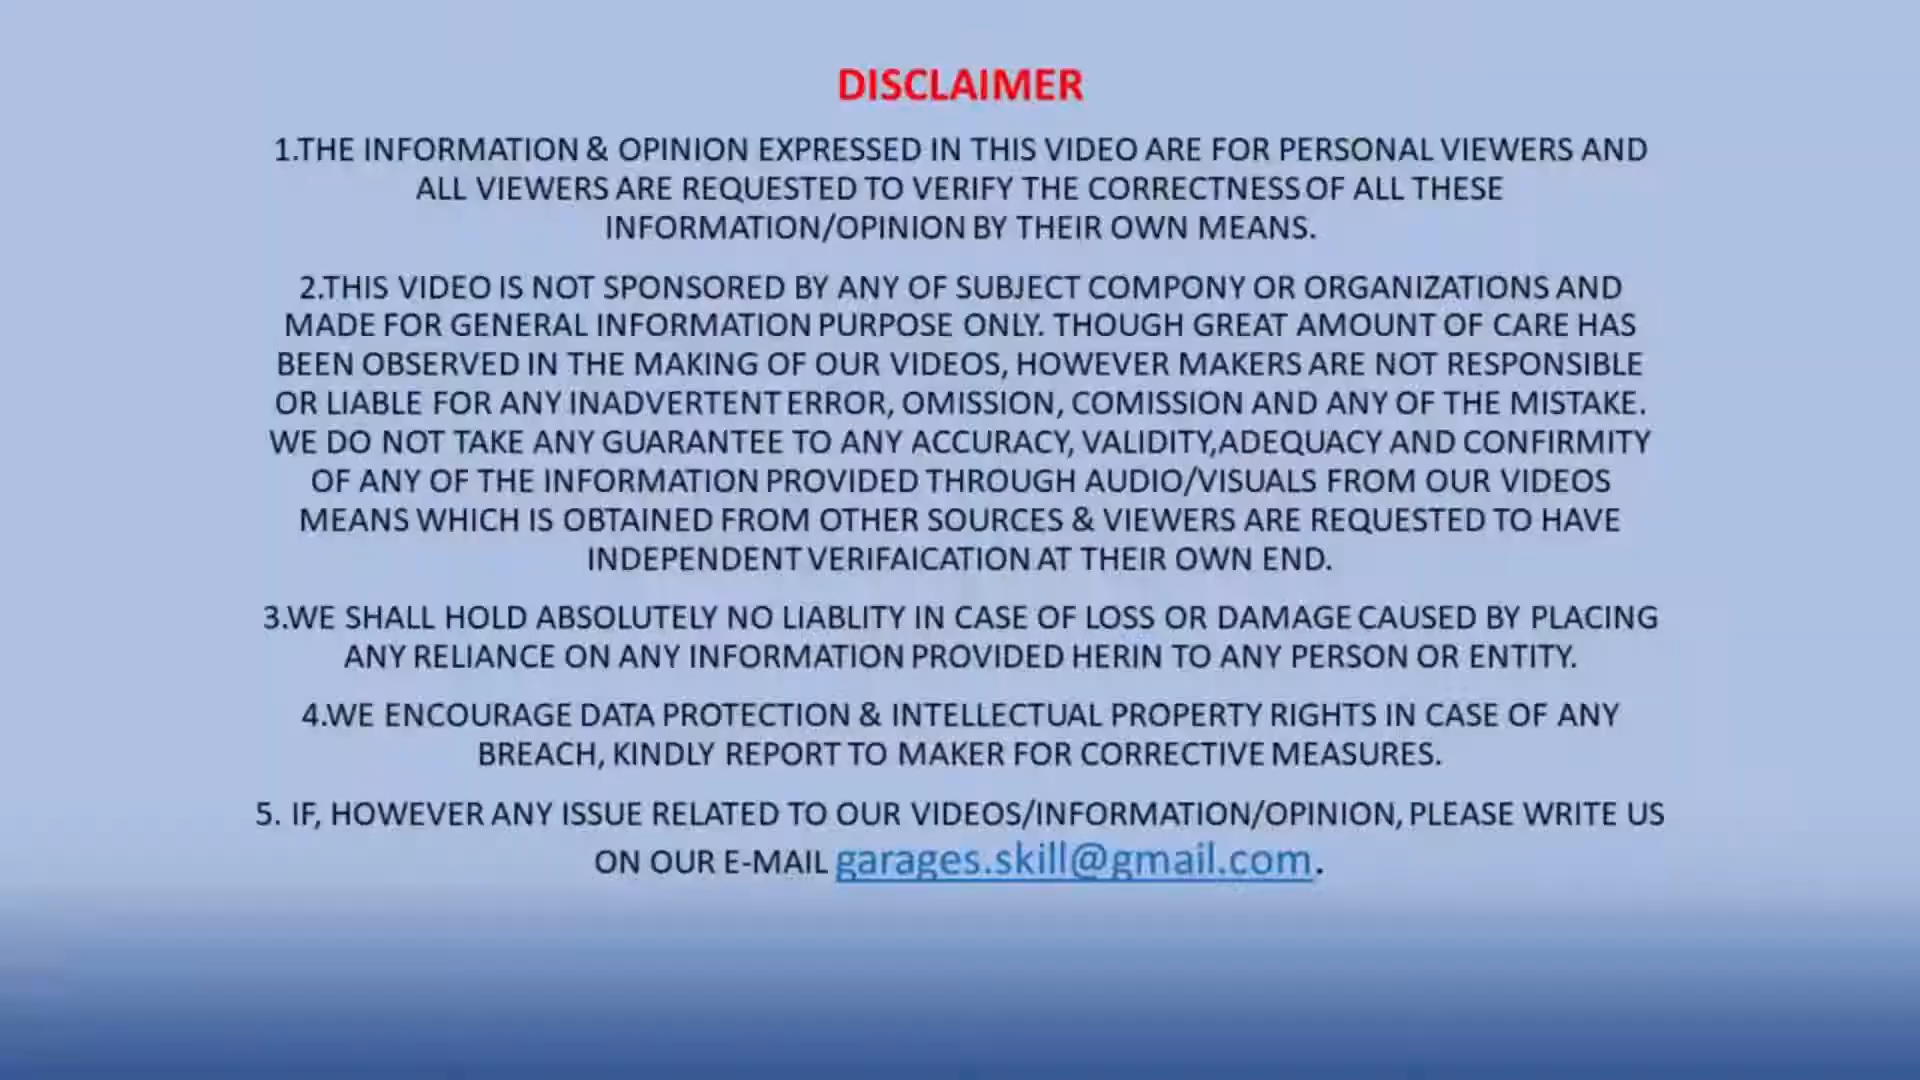 DISCLAIMER
1.THE INFORMATION & OPINION EXPRESSED IN THIS VIDEO ARE FOR PERSONAL VIEWERS AND
ALL VIEWERS ARE REQUESTED TO VERIFY THE CORRECTNESS OF ALL THESE
INFORMATION/OPINION BY THEIR OWN MEANS.
2.THIS VIDEO IS NOT SPONSORED BY ANY OF SUBJECT COMPONY OR ORGANIZATIONS AND
MADE FOR GENERAL INFORMATION PURPOSE ONLY. THOUGH GREAT AMOUNT OF CARE HAS
BEEN OBSERVED IN THE MAKING OF OUR VIDEOS, HOWEVER MAKERS ARE NOT RESPONSIBLE
OR LIABLE FOR ANY INADVERTENT ERROR, OMISSION, COMISSION AND ANY OF THE MISTAKE.
WE DO NOT TAKE ANY GUARANTEE TO ANY ACCURACY, VALIDITY,ADEQUACY AND CONFIRMITY
OF ANY OF THE INFORMATION PROVIDED THROUGH AUDIO/VISUALS FROM OUR VIDEOS
MEANS WHICH IS OBTAINED FROM OTHER SOURCES & VIEWERS ARE REQUESTED TO HAVE
INDEPENDENT VERIFAICATION AT THEIR OWN END.
3.WE SHALL HOLD ABSOLUTELY NO LIABLITY IN CASE OF LOSS OR DAMAGE CAUSED BY PLACING
ANY RELIANCE ON ANY INFORMATION PROVIDED HERIN TO ANY PERSON OR ENTITY.
4.WE ENCOURAGE DATA PROTECTION & INTELLECTUAL PROPERTY RIGHTS IN CASE OF ANY
BREACH, KINDLY REPORT TO MAKER FOR CORRECTIVE MEASURES.
5. IF, HOWEVER ANY ISSUE RELATED TO OUR VIDEOS/INFORMATION/OPINION, PLEASE WRITE US
ON OUR E-MAIL garages.skill@gmail.com.